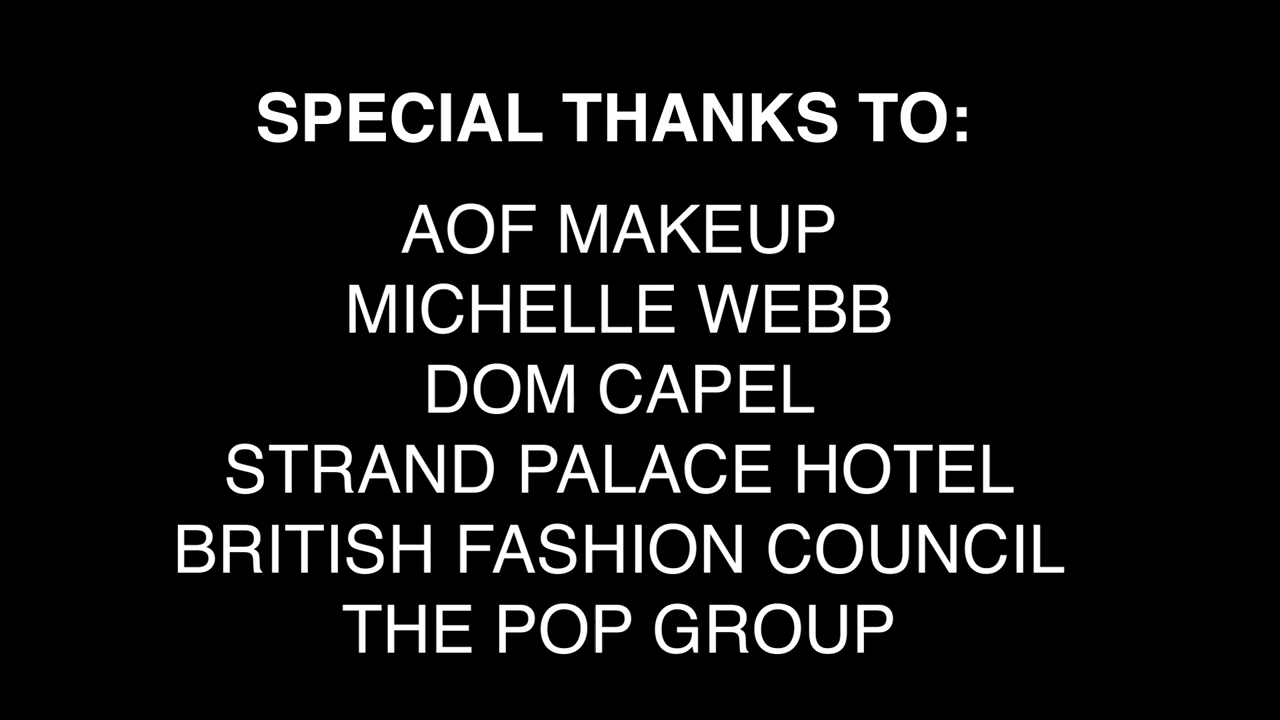 SPECIAL THANKS TO:
AOF MAKEUP
MICHELLE WEBB
DOM CAPEL
STRAND PALACE HOTEL
BRITISH FASHION COUNCIL
THE POP GROUP